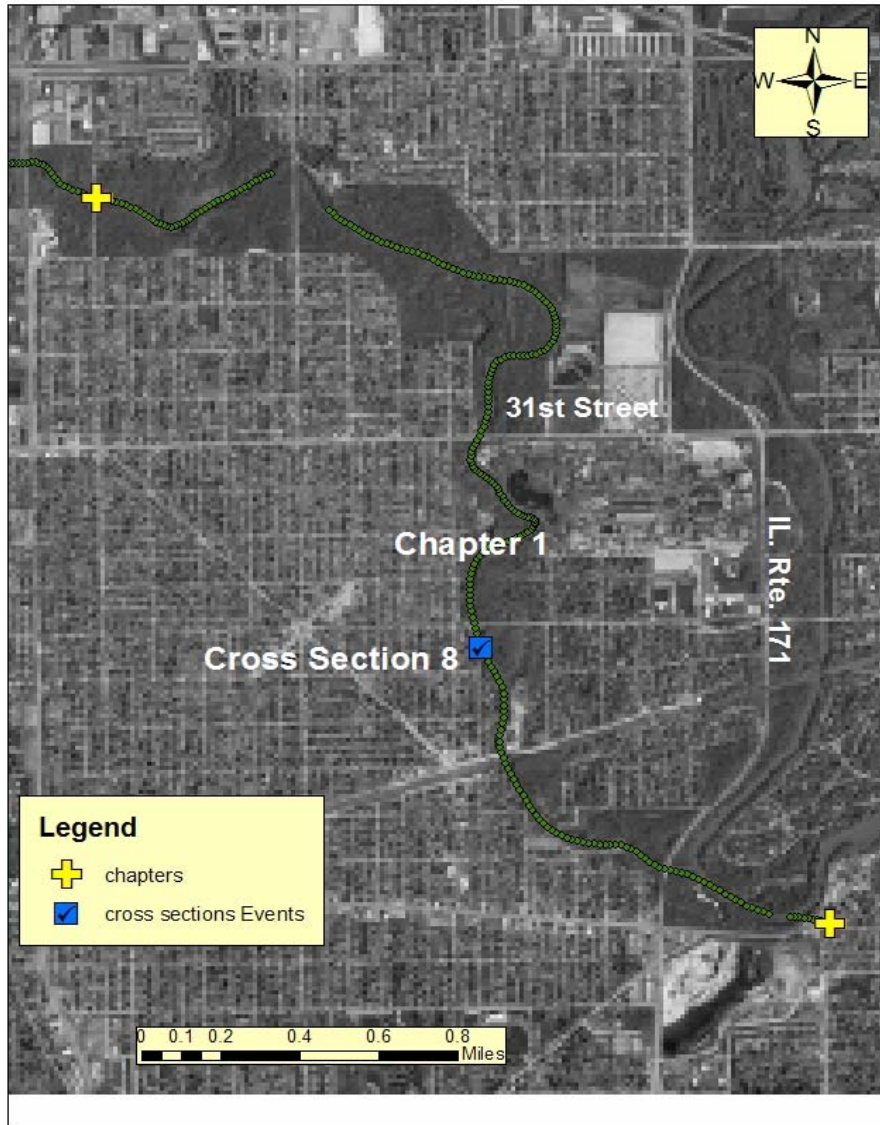 N
W E
S
31st Street
Chapter 1
IL. Rte. 171
Cross Section 8
Legend
chapters
cross sections Events
0 0.1 0.2 0.4 0.6 0.8
Miles